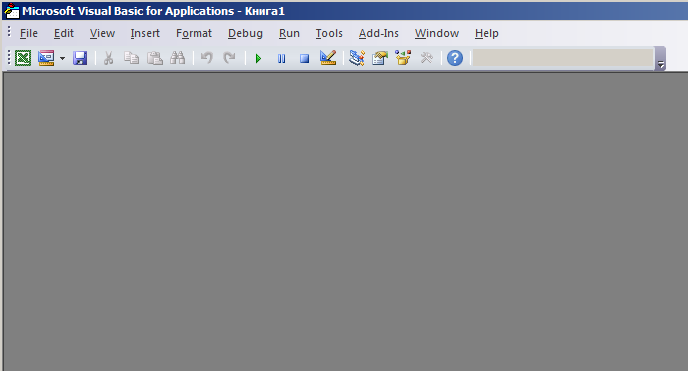 Microsoft Visual Basic for Applications - Книга1
File Edit View Insert Format Debug Run Tools Add-Ins Window Help